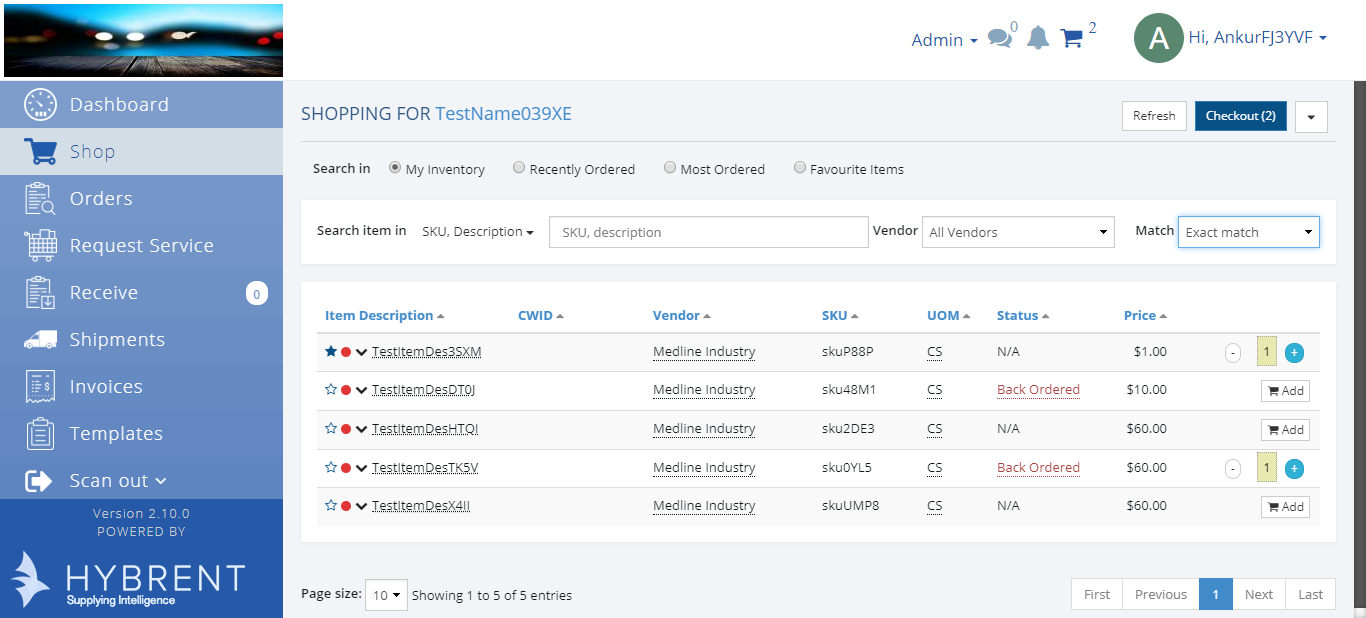 Admin 0 2 A Hi, AnkurFJ3YVF
Dashboard
Shop
Orders
Request Service
Receive 0
Shipments
Invoices
Templates
Scan out
Version 2.10.0
POWERED BY
HYBRENT
Supplying Intelligence
SHOPPING FOR TestName039XE Refresh Checkout (2)
Search in My Inventory Recently Ordered Most Ordered Favourite Items
Search item in SKU, Description SKU, description Vendor All Vendors Match Exact match
Item Description CWID Vendor SKU UOM Status Price
TestItemDes3SXM Medline Industry skuP88P CS N/A $1.00 - 1 +
TestItemDesDT0J Medline Industry sku48M1 CS Back Ordered $10.00 Add
TestItemDesHTQI Medline Industry sku2DE3 CS N/A $60.00 Add
TestItemDesTK5V Medline Industry sku0YL5 CS Back Ordered $60.00 - 1 +
TestItemDesX4II Medline Industry skuUMP8 CS N/A $60.00 Add
Page size: 10 Showing 1 to 5 of 5 entries First Previous 1 Next Last